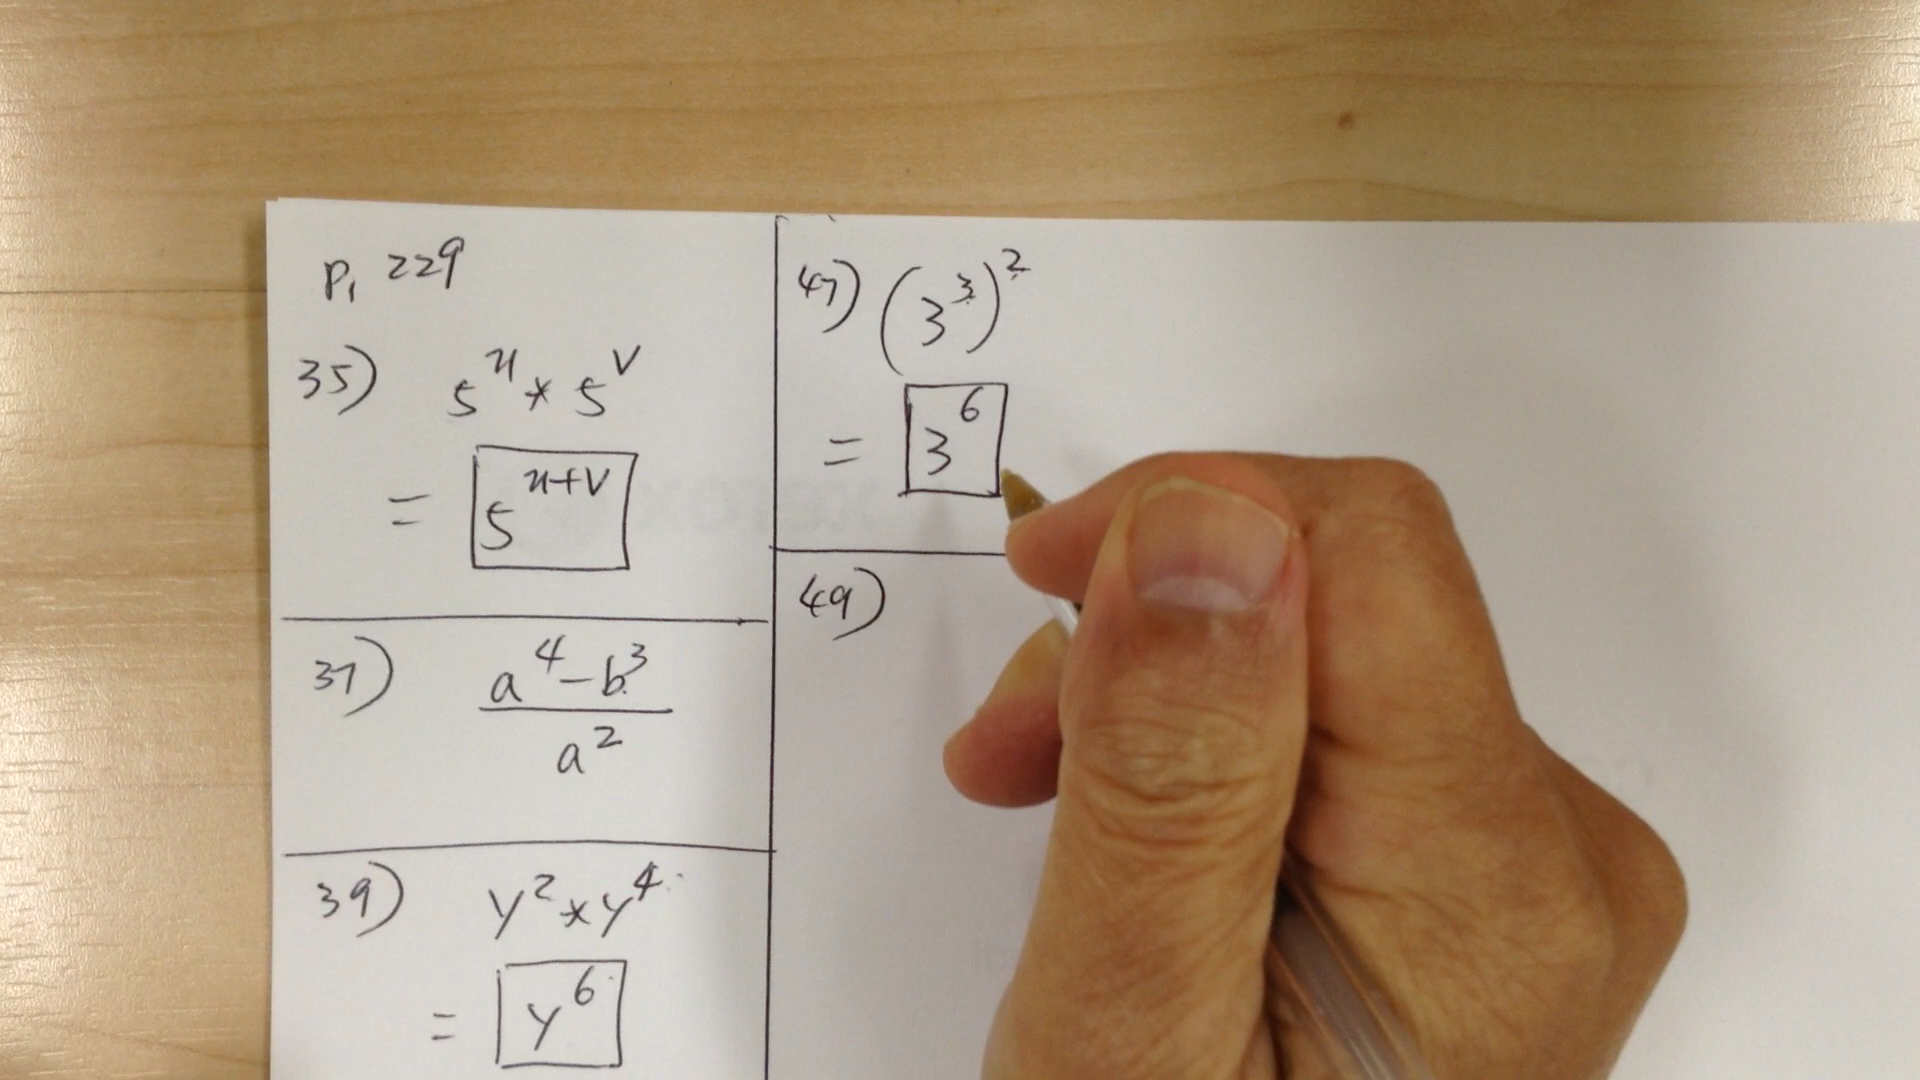 P. 229
35) 5^u * 5^v
= 5^(u+v)
37) a^4 - b^3
a^2
39) y^2 * y^4
= y^6
47) (3^3)^2
= 3^6
49)
xerox